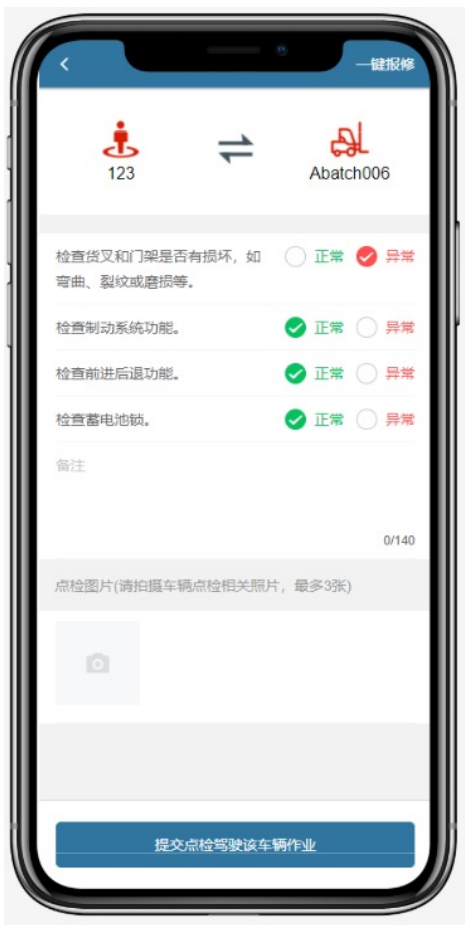 一键报修
123
Abatch006
检查货叉和门架是否有损坏，如
弯曲、裂纹或磨损等。
正常
异常
检查制动系统功能。
正常
异常
检查前进后退功能。
正常
异常
检查蓄电池锁。
正常
异常
备注
0/140
点检图片(请拍摄车辆点检相关照片，最多3张)
提交点检驾驶该车辆作业